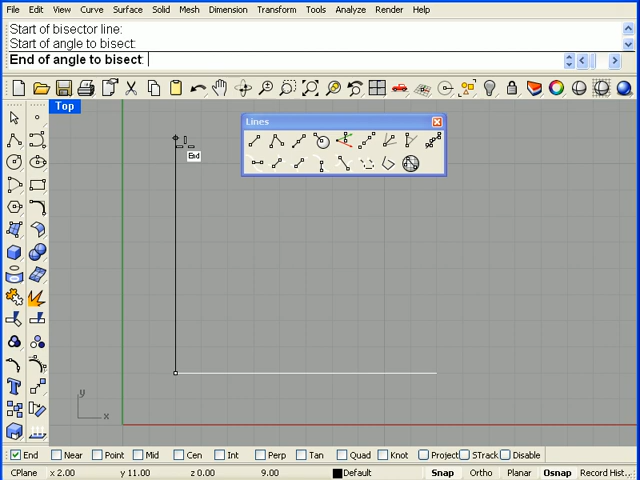 File Edit View Curve Surface Solid Mesh Dimension Transform Tools Analyze Render Help
Start of bisector line:
Start of angle to bisect:
End of angle to bisect:
Top
Lines
End
y
x
End Near Point Mid Cen Int Perp Tan Quad Knot Project STrack Disable
CPlane x 2.00 y 11.00 z 0.00 9.00 Default Snap Ortho Planar Osnap Record Hist...